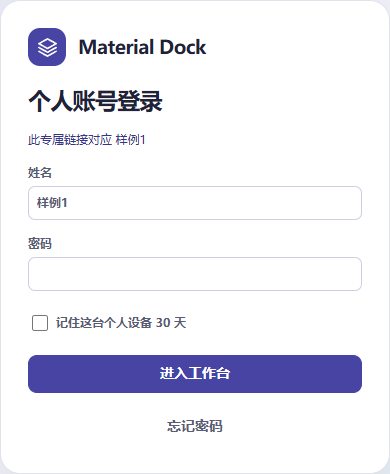 Material Dock
个人账号登录
此专属链接对应 样例1
姓名
样例1
密码
记住这台个人设备 30 天
进入工作台
忘记密码